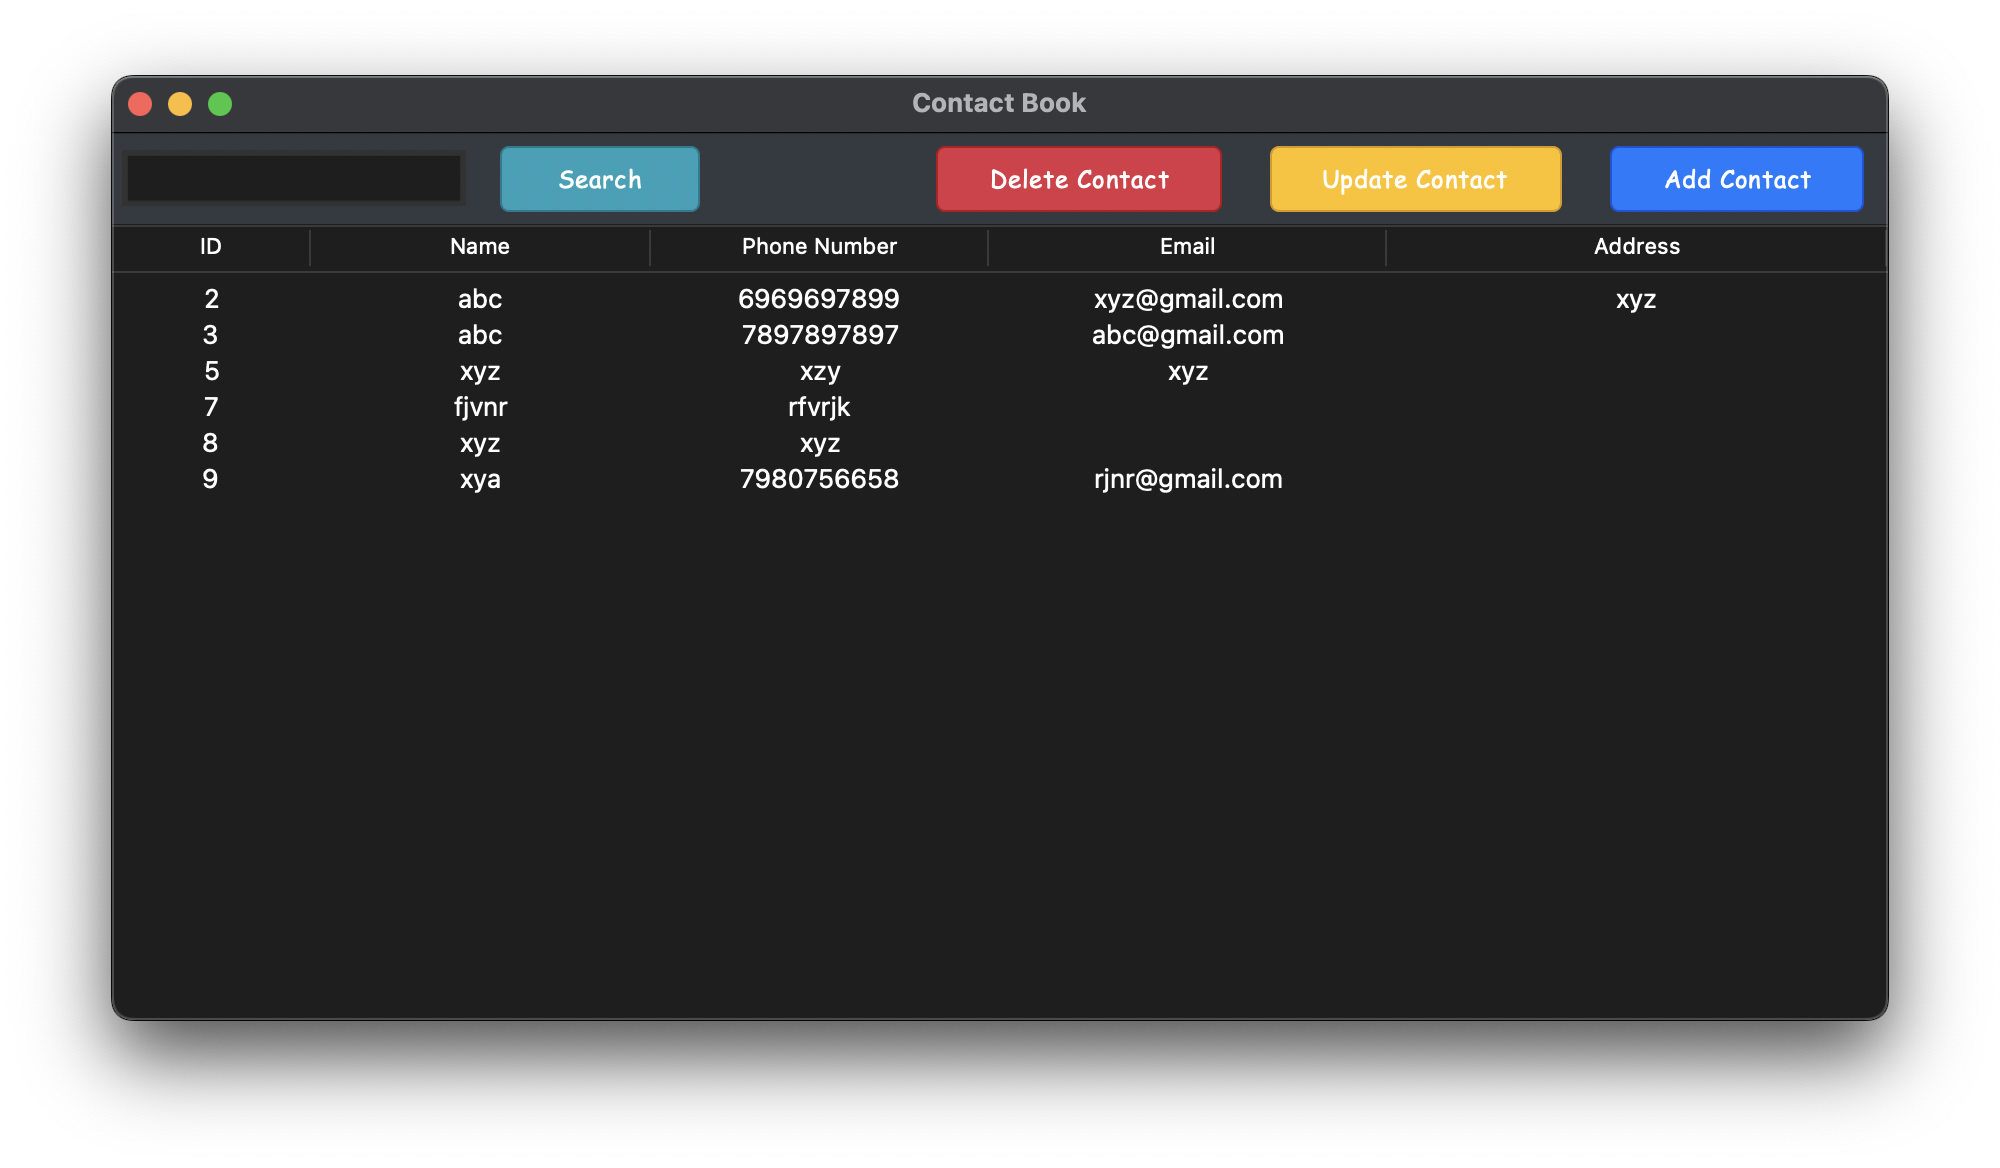 Contact Book
Search Delete Contact Update Contact Add Contact
ID Name Phone Number Email Address
2 abc 6969697899 xyz@gmail.com xyz
3 abc 7897897897 abc@gmail.com
5 xyz xzy xyz
7 fjvnr rfvrjk
8 xyz xyz
9 xya 7980756658 rjnr@gmail.com